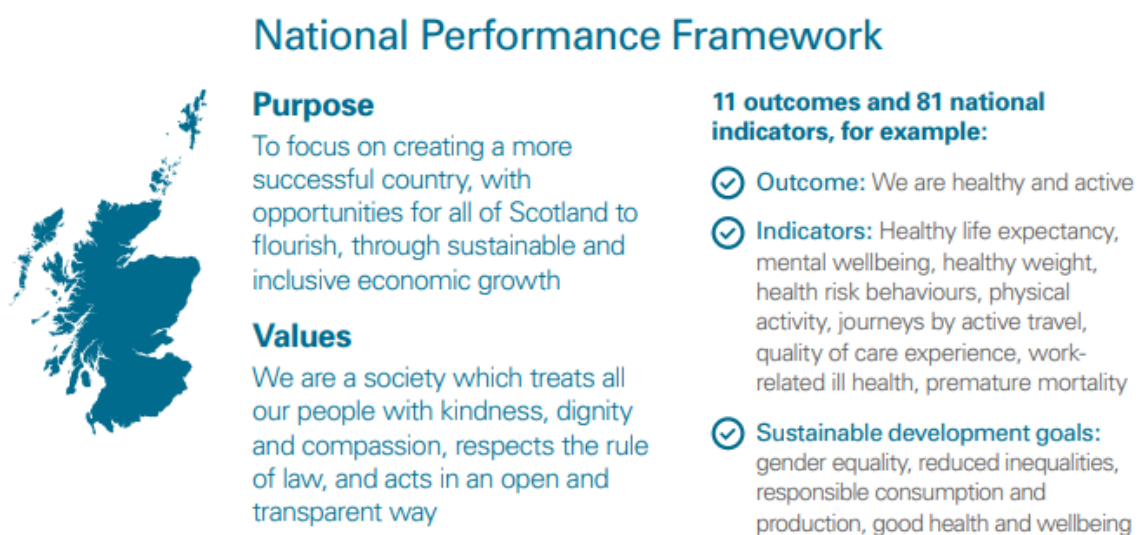 National Performance Framework
Purpose
To focus on creating a more
successful country, with
opportunities for all of Scotland to
flourish, through sustainable and
inclusive economic growth
Values
We are a society which treats all
our people with kindness, dignity
and compassion, respects the rule
of law, and acts in an open and
transparent way
11 outcomes and 81 national
indicators, for example:
Outcome: We are healthy and active
Indicators: Healthy life expectancy,
mental wellbeing, healthy weight,
health risk behaviours, physical
activity, journeys by active travel,
quality of care experience, work-
related ill health, premature mortality
Sustainable development goals:
gender equality, reduced inequalities,
responsible consumption and
production, good health and wellbeing